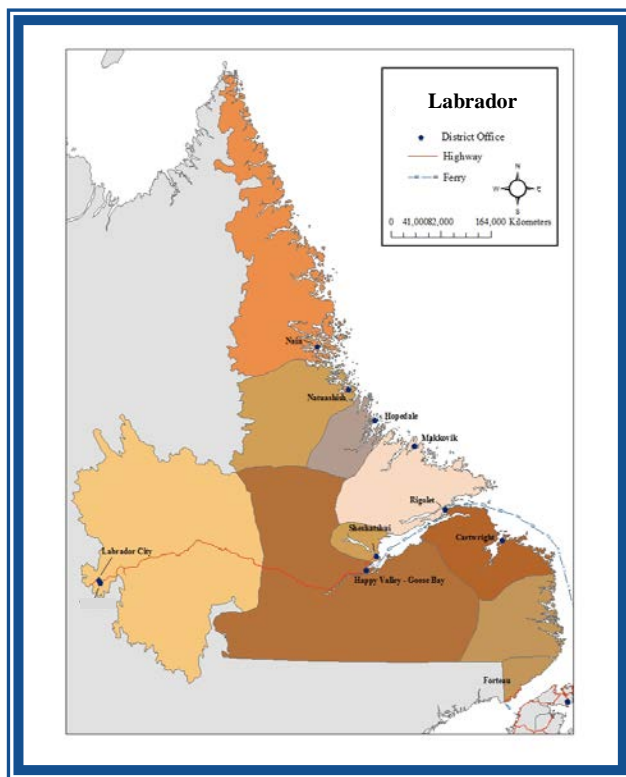 Labrador
District Office
Highway
Ferry
N
W E
S
0 41,00082,000 164,000 Kilometers
Nain
Natuashish
Hopedale
Makkovik
Rigolet
Sheshatshui
Cartwright
Labrador City
Happy Valley - Goose Bay
Forteau